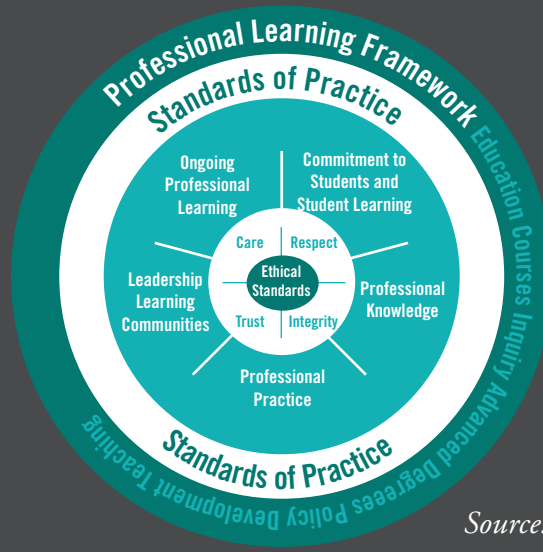 Professional Learning Framework
Education Courses Inquiry Advanced Degreees Policy Development Teaching
Standards of Practice
Ongoing
Professional
Learning
Commitment to
Students and
Student Learning
Leadership
Learning
Communities
Professional
Knowledge
Professional
Practice
Care
Respect
Ethical
Standards
Trust
Integrity
Standards of Practice
Source: